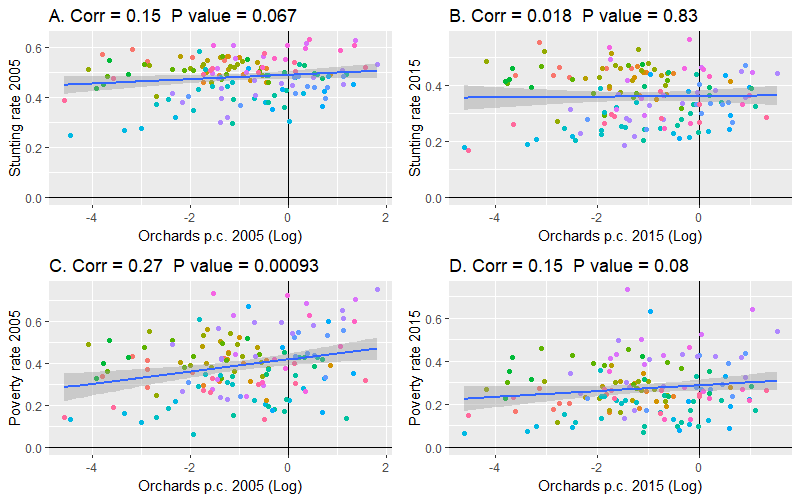 A. Corr = 0.15  P value = 0.067
Stunting rate 2005
0.6
0.4
0.2
0.0
-4 -2 0 2
Orchards p.c. 2005 (Log)
B. Corr = 0.018  P value = 0.83
Stunting rate 2015
0.4
0.2
0.0
-4 -2 0
Orchards p.c. 2015 (Log)
C. Corr = 0.27  P value = 0.00093
Poverty rate 2005
0.6
0.4
0.2
0.0
-4 -2 0 2
Orchards p.c. 2005 (Log)
D. Corr = 0.15  P value = 0.08
Poverty rate 2015
0.6
0.4
0.2
0.0
-4 -2 0
Orchards p.c. 2015 (Log)